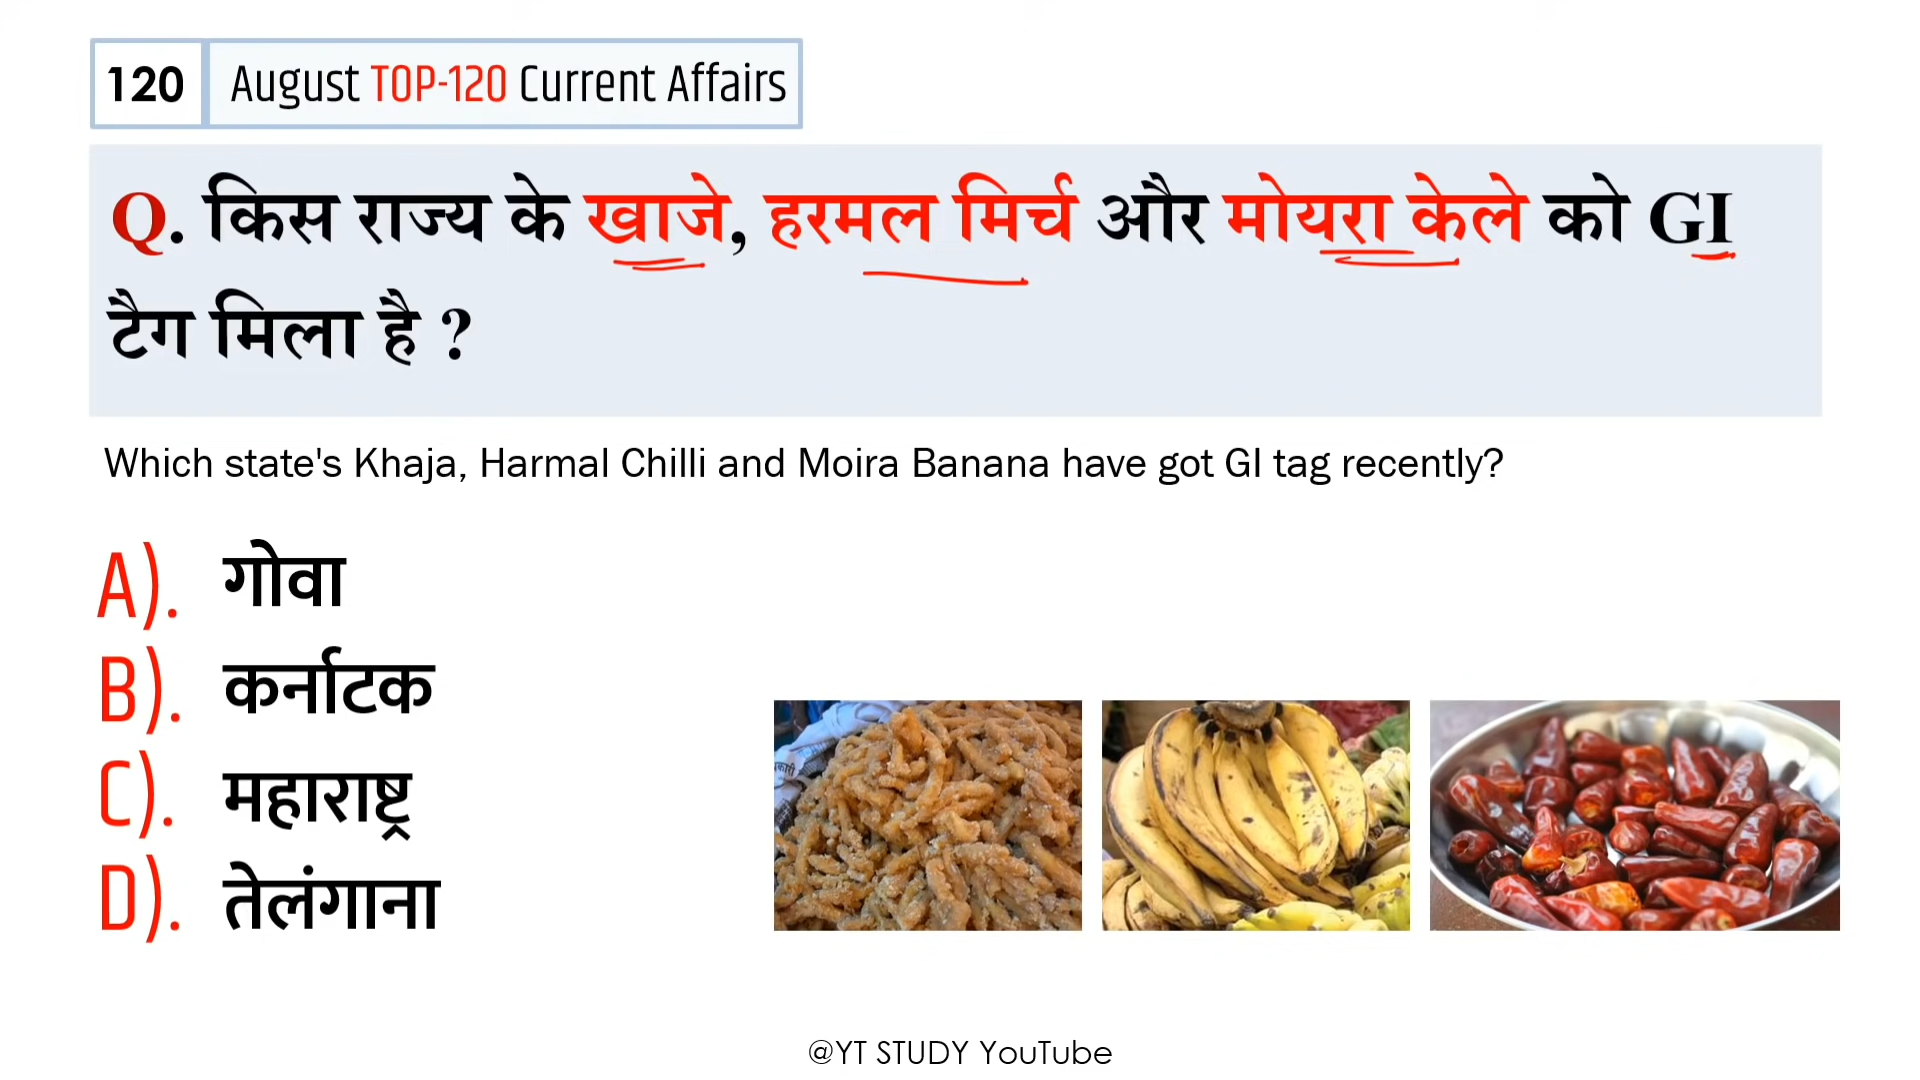 120 August TOP-120 Current Affairs
Q. किस राज्य के खाजे, हरमल मिर्च और मोयरा केले को GI
टैग मिला है ?
Which state's Khaja, Harmal Chilli and Moira Banana have got GI tag recently?
A). गोवा
B). कर्नाटक
C). महाराष्ट्र
D). तेलंगाना
@YT STUDY YouTube